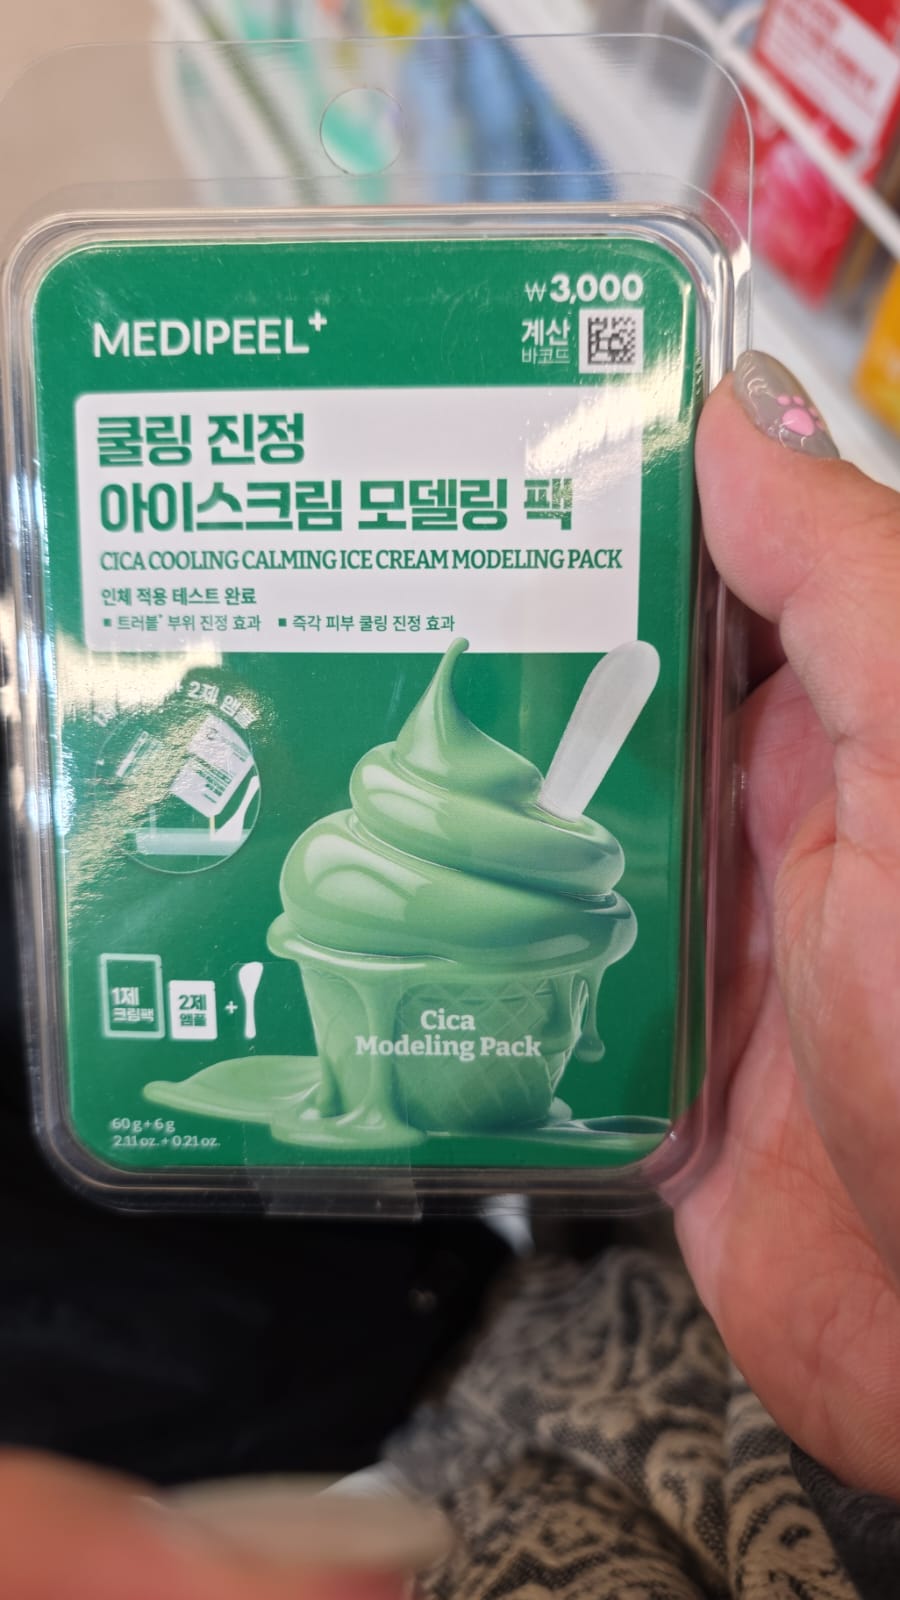 ₩3,000
MEDIPEEL+
계산
바코드
쿨링 진정
아이스크림 모델링 팩
CICA COOLING CALMING ICE CREAM MODELING PACK
인체 적용 테스트 완료
▪ 트러블* 부위 진정 효과 ▪ 즉각 피부 쿨링 진정 효과
+ 2제 앰플
1제
크림팩
2제
앰플
+
Cica
Modeling Pack
60 g + 6 g
2.11 oz. + 0.21 oz.